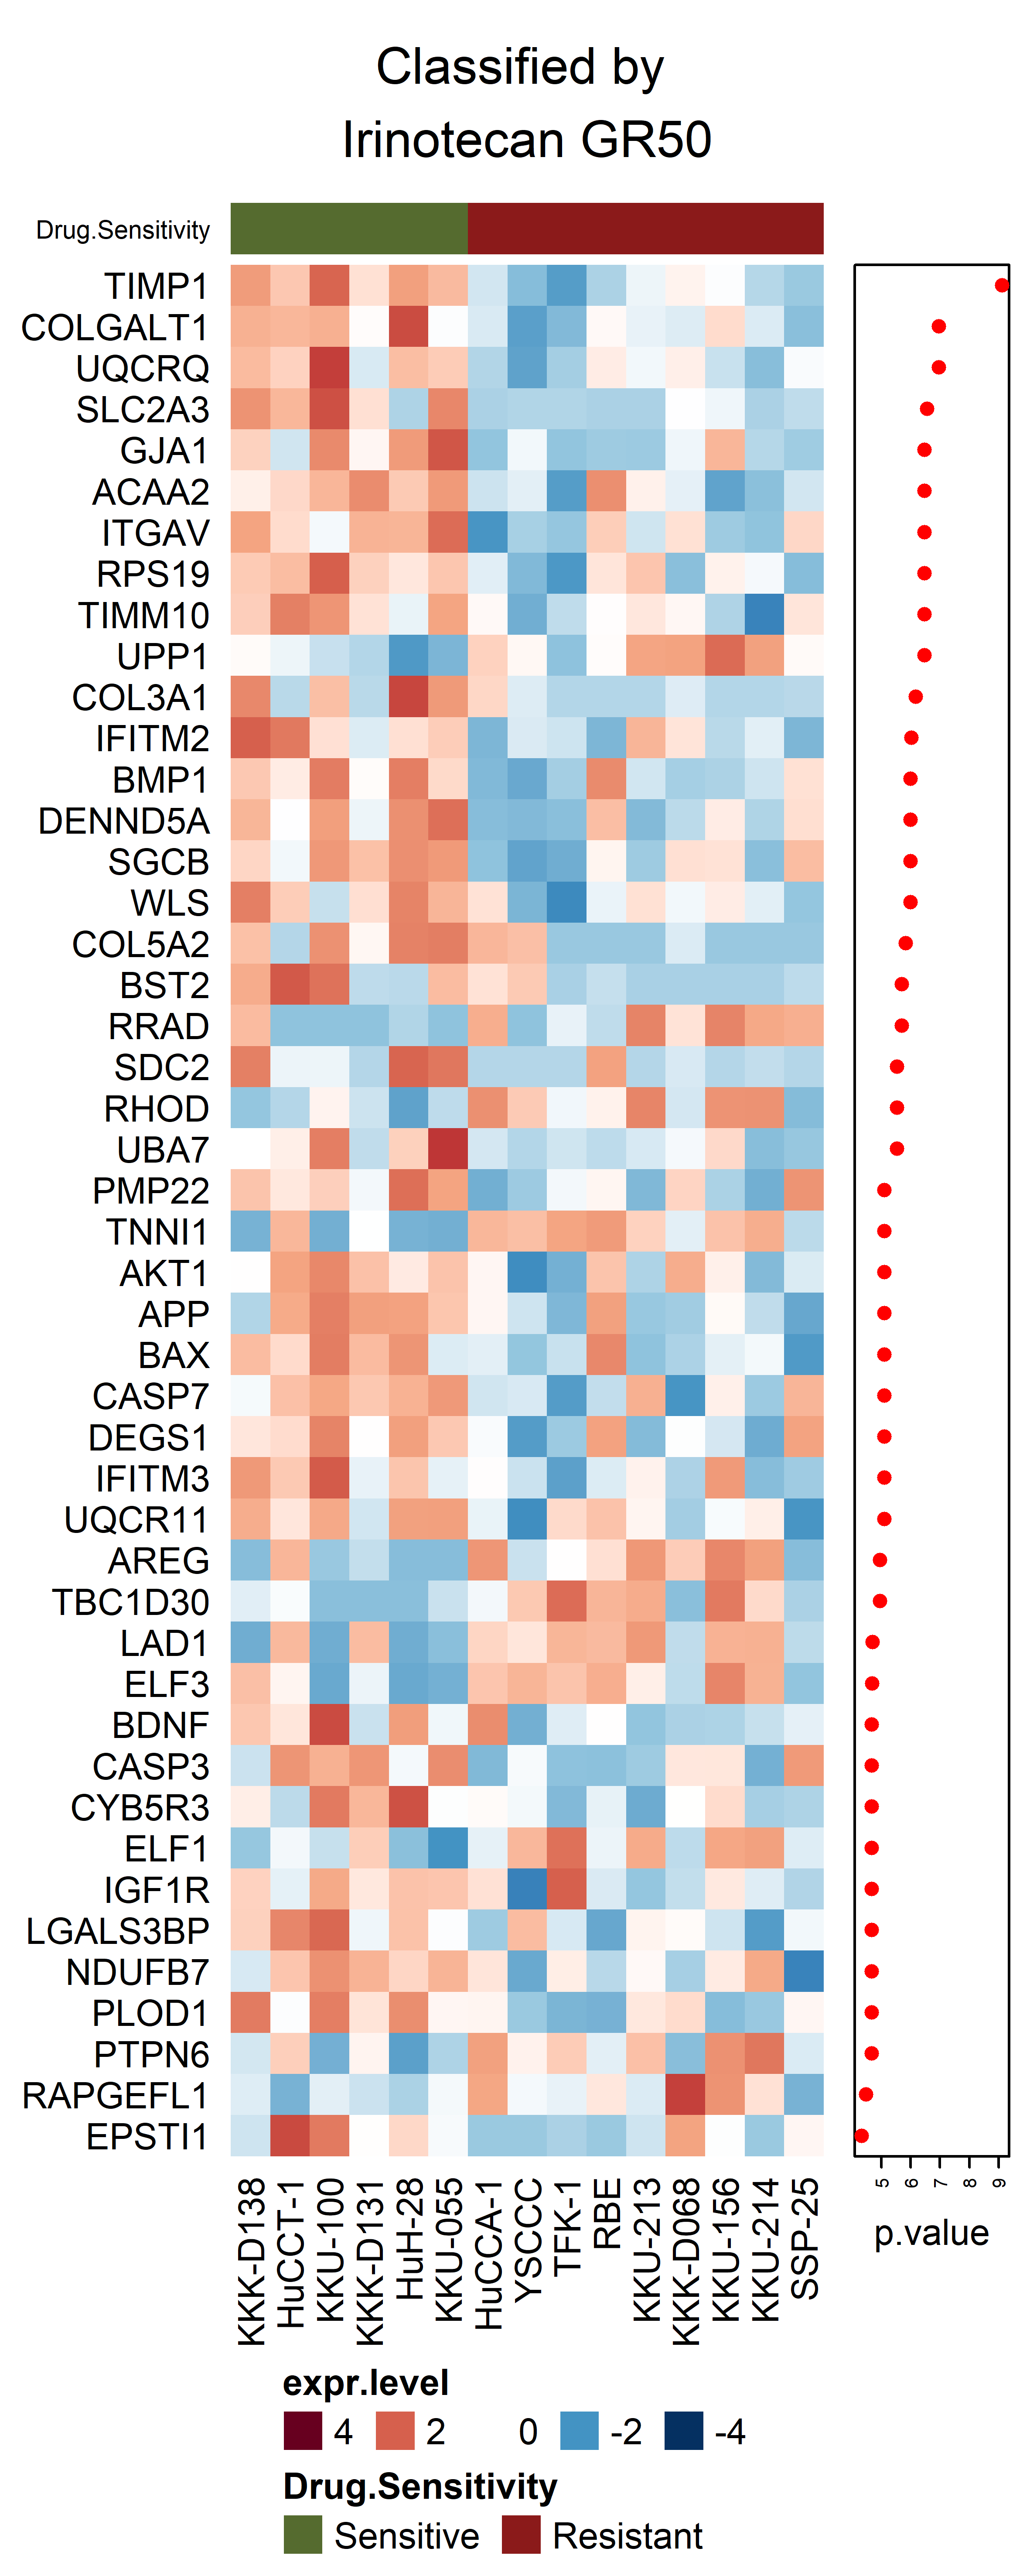 Classified by
Irinotecan GR50
Drug.Sensitivity
TIMP1
COLGALT1
UQCRQ
SLC2A3
GJA1
ACAA2
ITGAV
RPS19
TIMM10
UPP1
COL3A1
IFITM2
BMP1
DENND5A
SGCB
WLS
COL5A2
BST2
RRAD
SDC2
RHOD
UBA7
PMP22
TNNI1
AKT1
APP
BAX
CASP7
DEGS1
IFITM3
UQCR11
AREG
TBC1D30
LAD1
ELF3
BDNF
CASP3
CYB5R3
ELF1
IGF1R
LGALS3BP
NDUFB7
PLOD1
PTPN6
RAPGEFL1
EPSTI1
KKK-D138 HuCCT-1 KKU-100 KKK-D131 HuH-28 KKU-055 HuCCA-1 YSCCC TFK-1 RBE KKU-213 KKK-D068 KKU-156 KKU-214 SSP-25
5 6 7 8 9
p.value
expr.level
4 2 0 -2 -4
Drug.Sensitivity
Sensitive Resistant